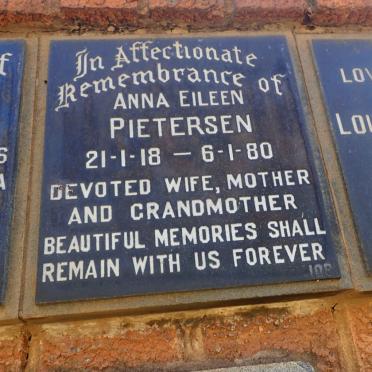 In Affectionate
Remembrance of
ANNA EILEEN
PIETERSEN
21-1-18 — 6-1-80
DEVOTED WIFE, MOTHER
AND GRANDMOTHER
BEAUTIFUL MEMORIES SHALL
REMAIN WITH US FOREVER